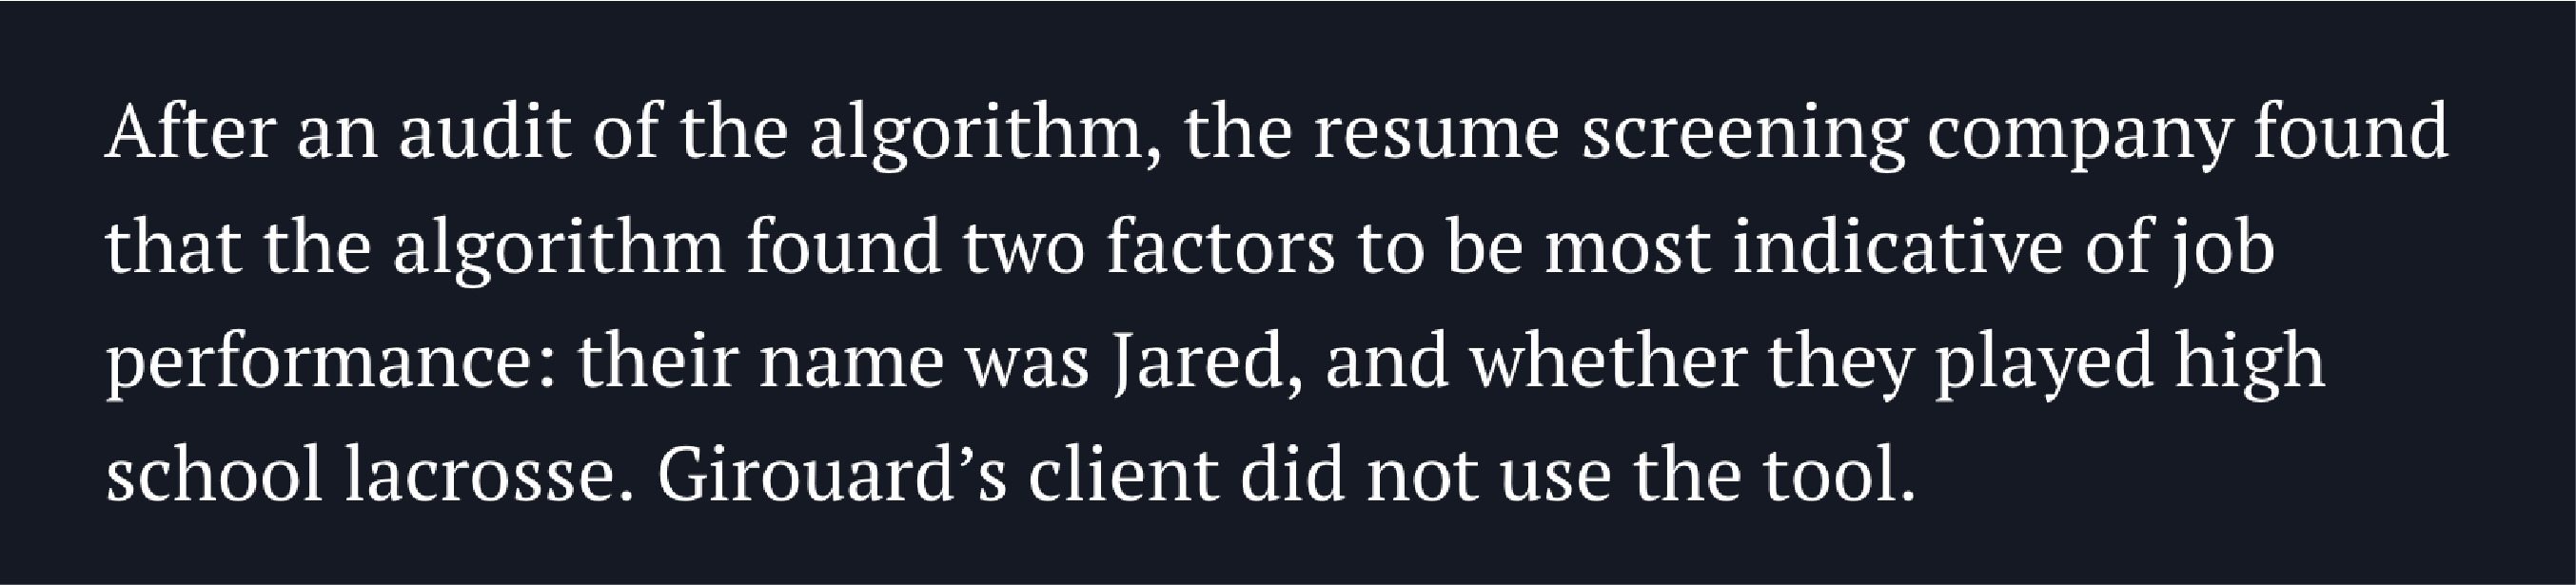 After an audit of the algorithm, the resume screening company found
that the algorithm found two factors to be most indicative of job
performance: their name was Jared, and whether they played high
school lacrosse. Girouard’s client did not use the tool.